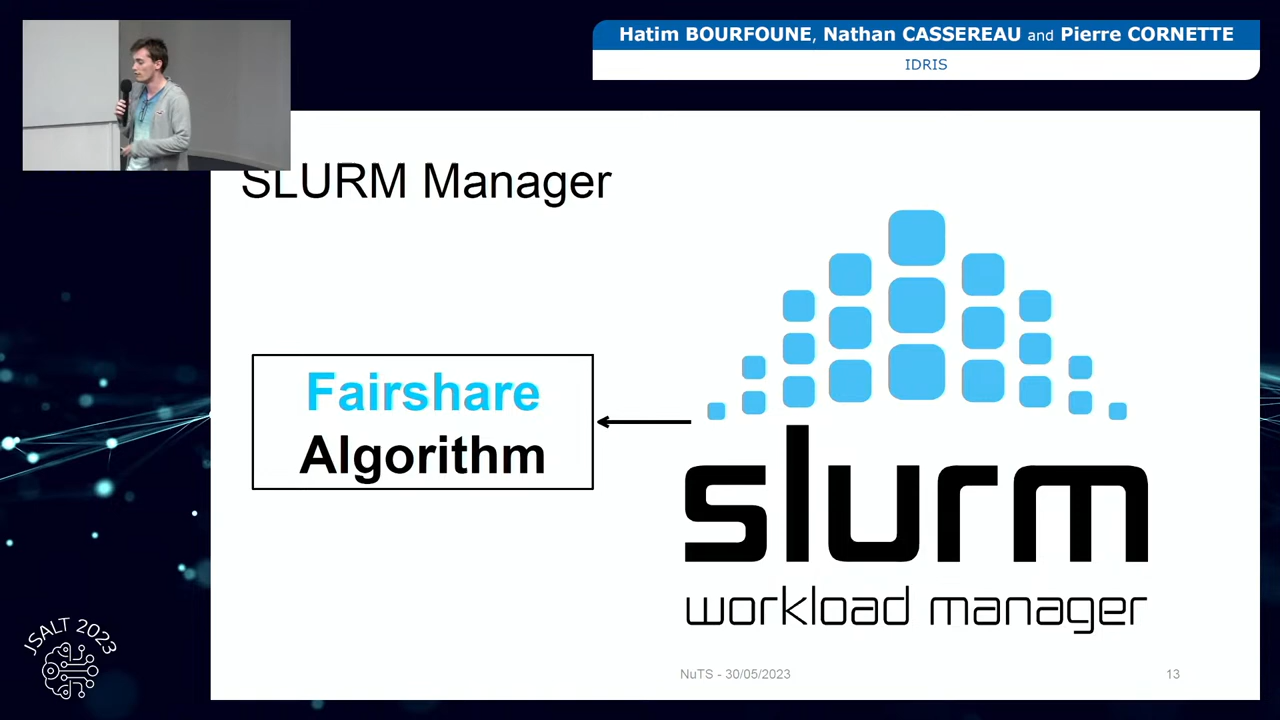 Hatim BOURFOUNE, Nathan CASSEREAU and Pierre CORNETTE
IDRIS
SLURM Manager
Fairshare
Algorithm
slurm
workload manager
JSALT 2023
NuTS - 30/05/2023
13